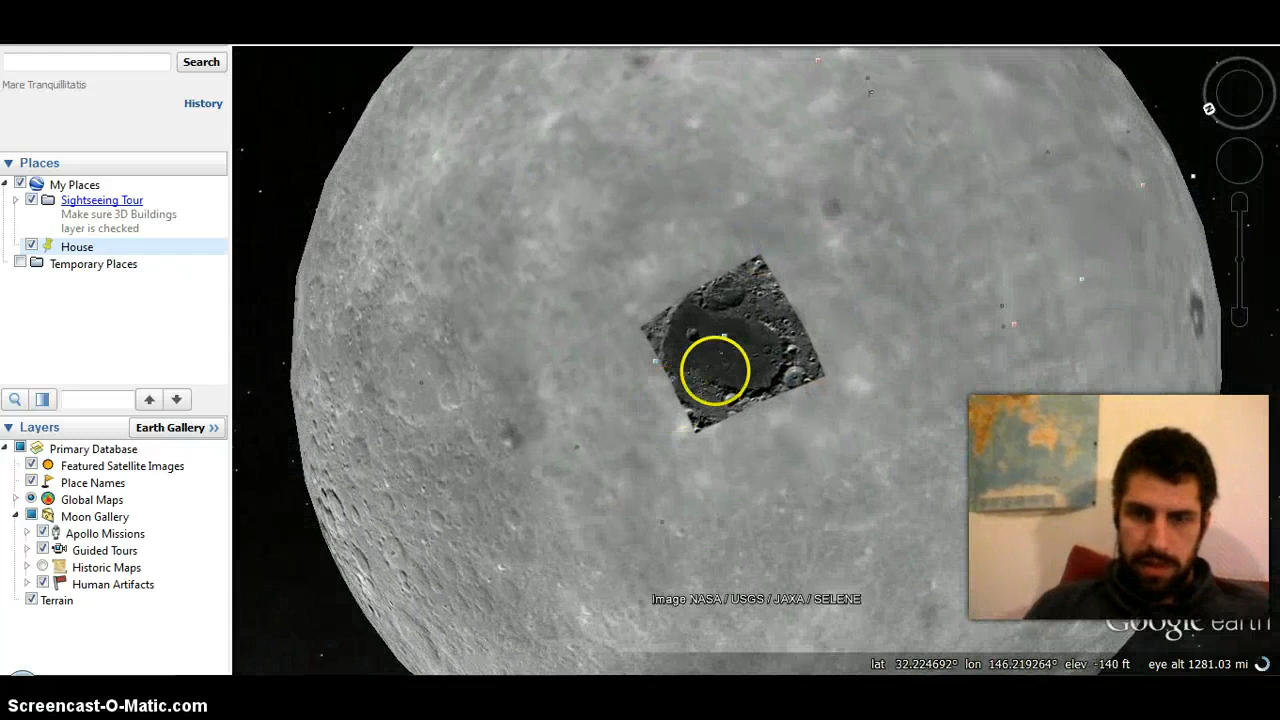 Search
Mare Tranquillitatis
History
Places
My Places
Sightseeing Tour
Make sure 3D Buildings
layer is checked
House
Temporary Places
Layers
Earth Gallery >>
Primary Database
Featured Satellite Images
Place Names
Global Maps
Moon Gallery
Apollo Missions
Guided Tours
Historic Maps
Human Artifacts
Terrain
N
Image NASA / USGS / JAXA / SELENE
Google earth
lat 32.224692° lon 146.219264° elev -140 ft eye alt 1281.03 mi
Screencast-O-Matic.com